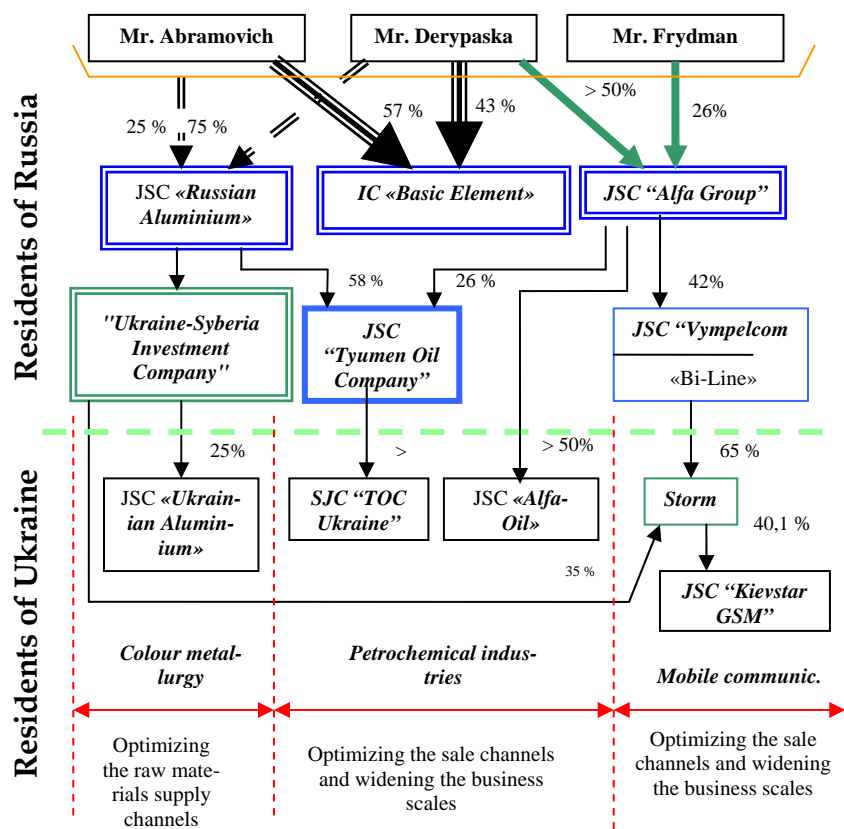 Mr. Abramovich
Mr. Derypaska
Mr. Frydman
25 %
75 %
57 %
43 %
> 50%
26%
JSC «Russian
Aluminium»
IC «Basic Element»
JSC “Alfa Group”
58 %
26 %
42%
"Ukraine-Syberia
Investment
Company"
JSC
“Tyumen Oil
Company”
JSC “Vympelcom
«Bi-Line»
Residents of Russia
25%
>
> 50%
65 %
JSC «Ukrain-
ian Alumin-
ium»
SJC “TOC
Ukraine”
JSC «Alfa-
Oil»
Storm
40,1 %
35 %
JSC “Kievstar
GSM”
Residents of Ukraine
Colour metal-
lurgy
Petrochemical indus-
tries
Mobile communic.
Optimizing
the raw mate-
rials supply
channels
Optimizing the sale channels
and widening the business
scales
Optimizing the sale
channels and widening
the business scales